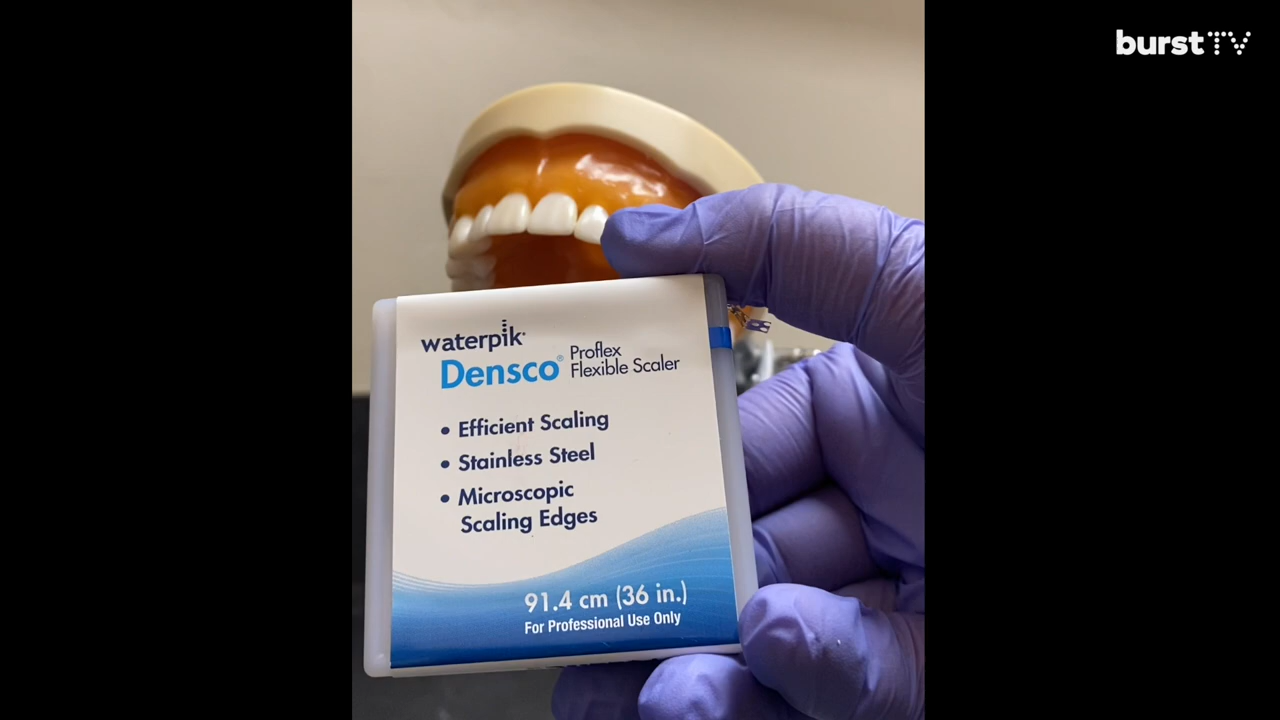 burst TV
waterpik®
Densco® Proflex
Flexible Scaler
• Efficient Scaling
• Stainless Steel
• Microscopic
Scaling Edges
91.4 cm (36 in.)
For Professional Use Only